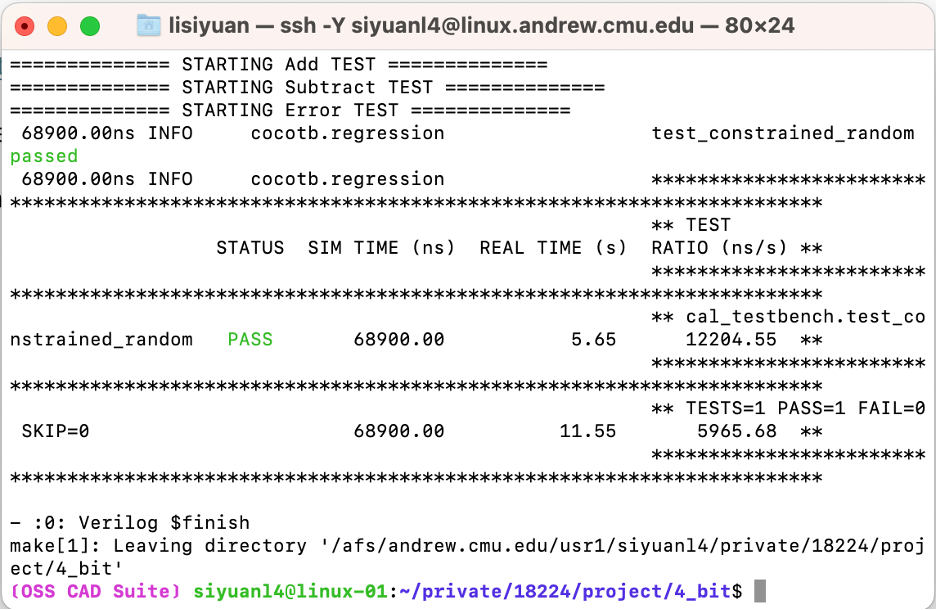 lisiyuan — ssh -Y siyuanl4@linux.andrew.cmu.edu — 80×24
============== STARTING Add TEST ==============
============== STARTING Subtract TEST ==============
============== STARTING Error TEST ==============
68900.00ns INFO     cocotb.regression                  test_constrained_random
passed
68900.00ns INFO     cocotb.regression                  ************************
***********************************************************************
** TEST
STATUS  SIM TIME (ns)  REAL TIME (s)  RATIO (ns/s) **
************************
***********************************************************************
** cal_testbench.test_co
nstrained_random   PASS       68900.00           5.65      12204.55  **
************************
***********************************************************************
** TESTS=1 PASS=1 FAIL=0
SKIP=0                       68900.00          11.55       5965.68  **
************************
***********************************************************************
- :0: Verilog $finish
make[1]: Leaving directory '/afs/andrew.cmu.edu/usr1/siyuanl4/private/18224/proj
ect/4_bit'
(OSS CAD Suite) siyuanl4@linux-01:~/private/18224/project/4_bit$